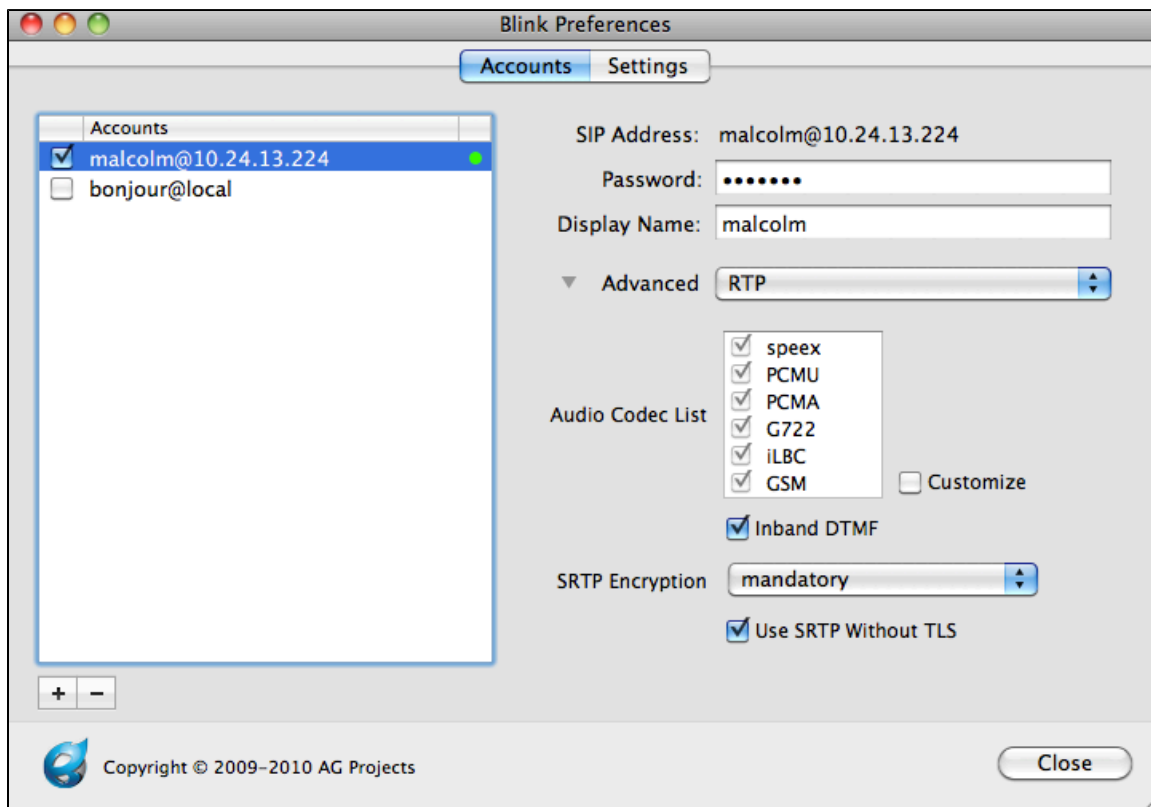 Blink Preferences
Accounts Settings
Accounts
malcolm@10.24.13.224
bonjour@local
SIP Address: malcolm@10.24.13.224
Password: •••••••
Display Name: malcolm
Advanced RTP
Audio Codec List
speex
PCMU
PCMA
G722
iLBC
GSM
Customize
Inband DTMF
SRTP Encryption mandatory
Use SRTP Without TLS
+ −
Copyright © 2009–2010 AG Projects
Close